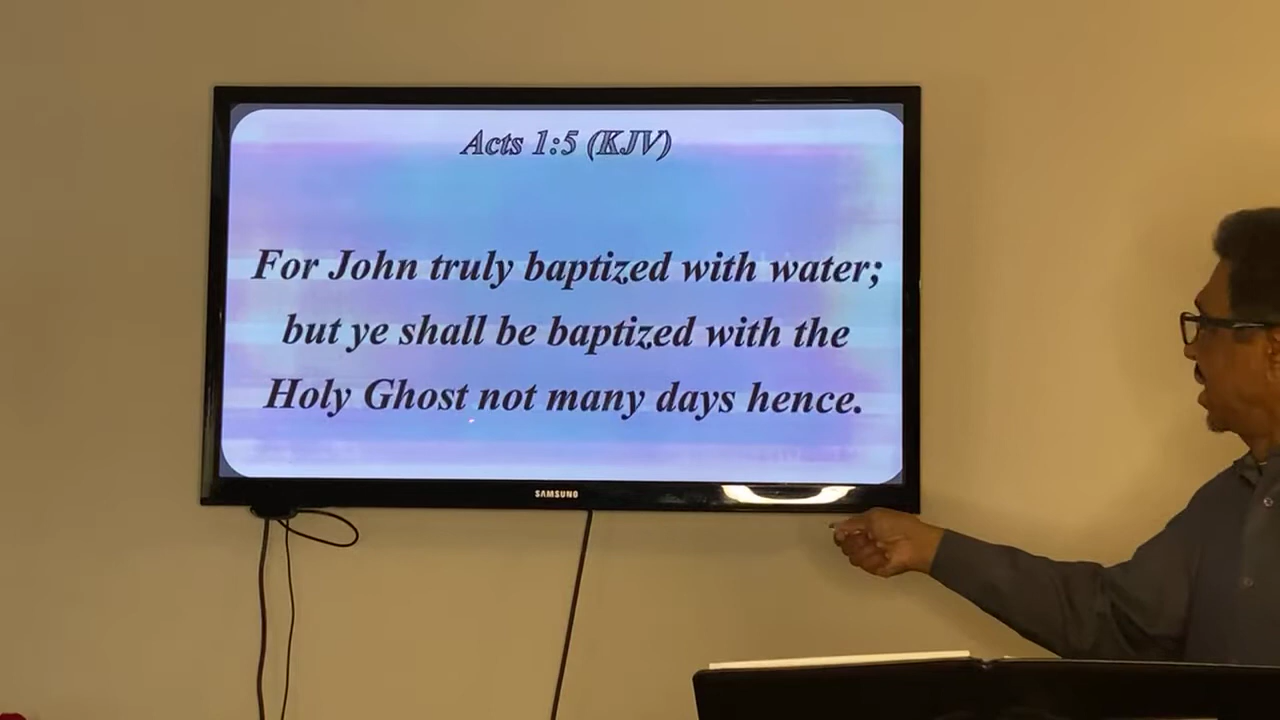 Acts 1:5 (KJV)
For John truly baptized with water;
but ye shall be baptized with the
Holy Ghost not many days hence.
SAMSUNG